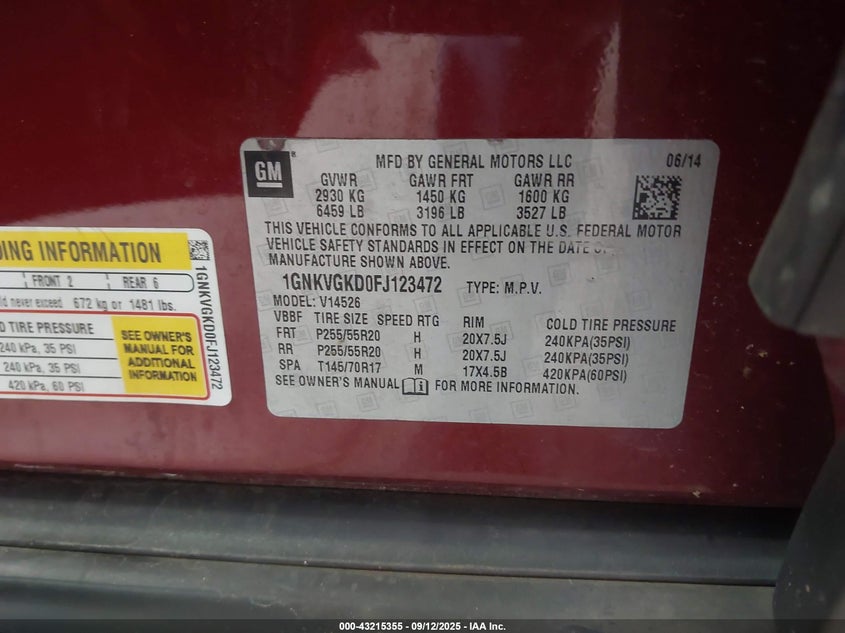 GM
MFD BY GENERAL MOTORS LLC 06/14
GVWR GAWR FRT GAWR RR
2930 KG 1450 KG 1600 KG
6459 LB 3196 LB 3527 LB
THIS VEHICLE CONFORMS TO ALL APPLICABLE U.S. FEDERAL MOTOR
VEHICLE SAFETY STANDARDS IN EFFECT ON THE DATE OF
MANUFACTURE SHOWN ABOVE.
1GNKVGKD0FJ123472 TYPE: M.P.V.
MODEL: V14526
VBBF TIRE SIZE SPEED RTG RIM COLD TIRE PRESSURE
FRT P255/55R20 H 20X7.5J 240KPA(35PSI)
RR P255/55R20 H 20X7.5J 240KPA(35PSI)
SPA T145/70R17 M 17X4.5B 420KPA(60PSI)
SEE OWNER'S MANUAL FOR MORE INFORMATION.
INFORMATION
FRONT 2 REAR 6
never exceed 672 kg or 1481 lbs.
TIRE PRESSURE
240 kPa, 35 PSI
240 kPa, 35 PSI
420 kPa, 60 PSI
SEE OWNER'S
MANUAL FOR
ADDITIONAL
INFORMATION
1GNKVGKD0FJ123472
000-43215355 - 09/12/2025 - IAA Inc.